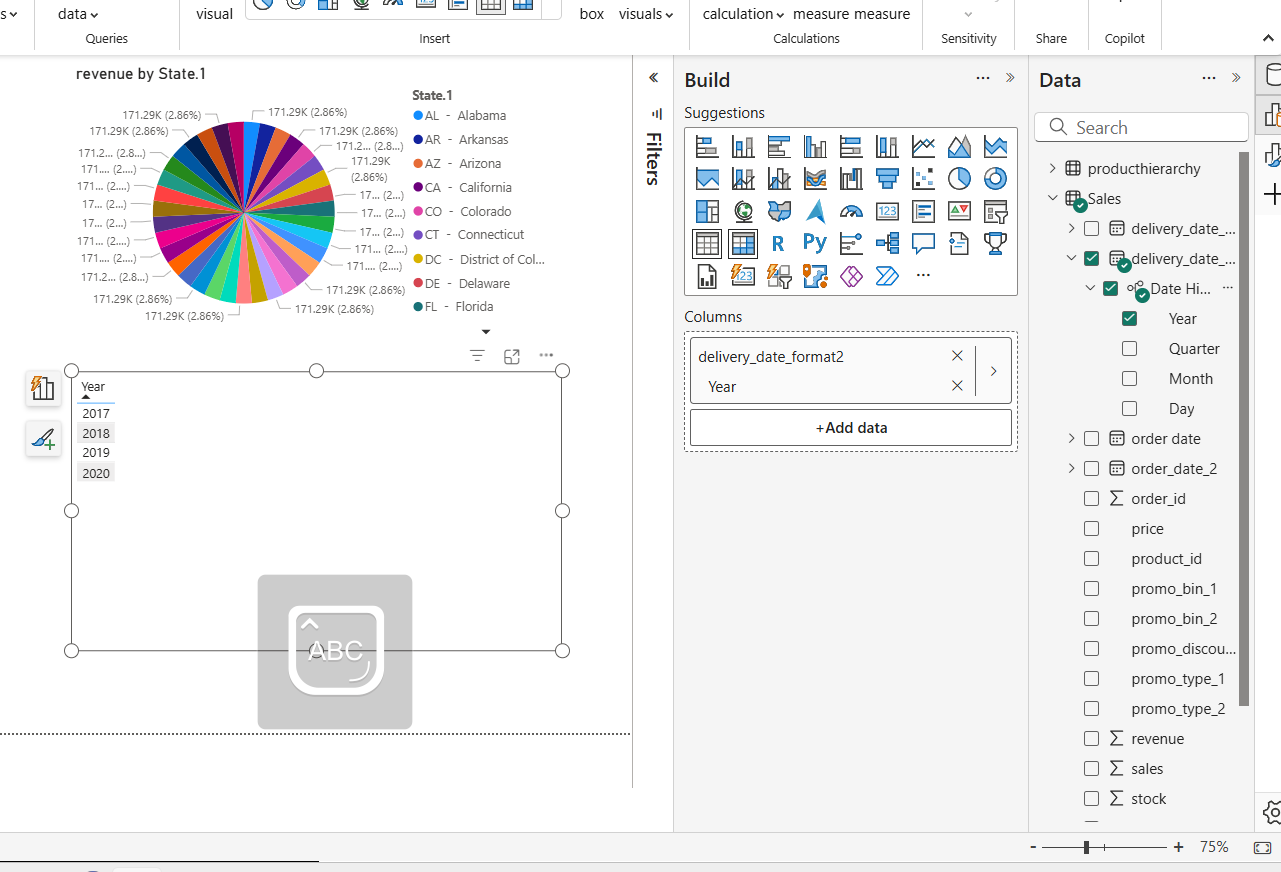 data
visual
box
visuals
calculation
measure measure
Queries
Insert
Calculations
Sensitivity
Share
Copilot
revenue by State.1
171.29K (2.86%)
171.29K (2.86%)
171.2... (2.8...)
171.... (2....)
171... (2....)
17... (2....)
17... (2....)
171... (2....)
171.... (2....)
171.2... (2.8...)
171.29K (2.86%)
171.29K (2.86%)
171.29K (2.86%)
171.29K (2.86%)
171.2... (2.8...)
171.29K
(2.86%)
17... (2....)
17... (2....)
17... (2....)
171... (2....)
171.... (2....)
171.29K (2.86%)
171.29K (2.86%)
State.1
AL - Alabama
AR - Arkansas
AZ - Arizona
CA - California
CO - Colorado
CT - Connecticut
DC - District of Col...
DE - Delaware
FL - Florida
Year
2017
2018
2019
2020
ABC
Filters
Build
Suggestions
123
R
Py
123
Columns
delivery_date_format2
Year
+Add data
Data
Search
producthierarchy
Sales
delivery_date_...
delivery_date_...
Date Hi...
Year
Quarter
Month
Day
order date
order_date_2
order_id
price
product_id
promo_bin_1
promo_bin_2
promo_discou...
promo_type_1
promo_type_2
revenue
sales
stock
- + 75%